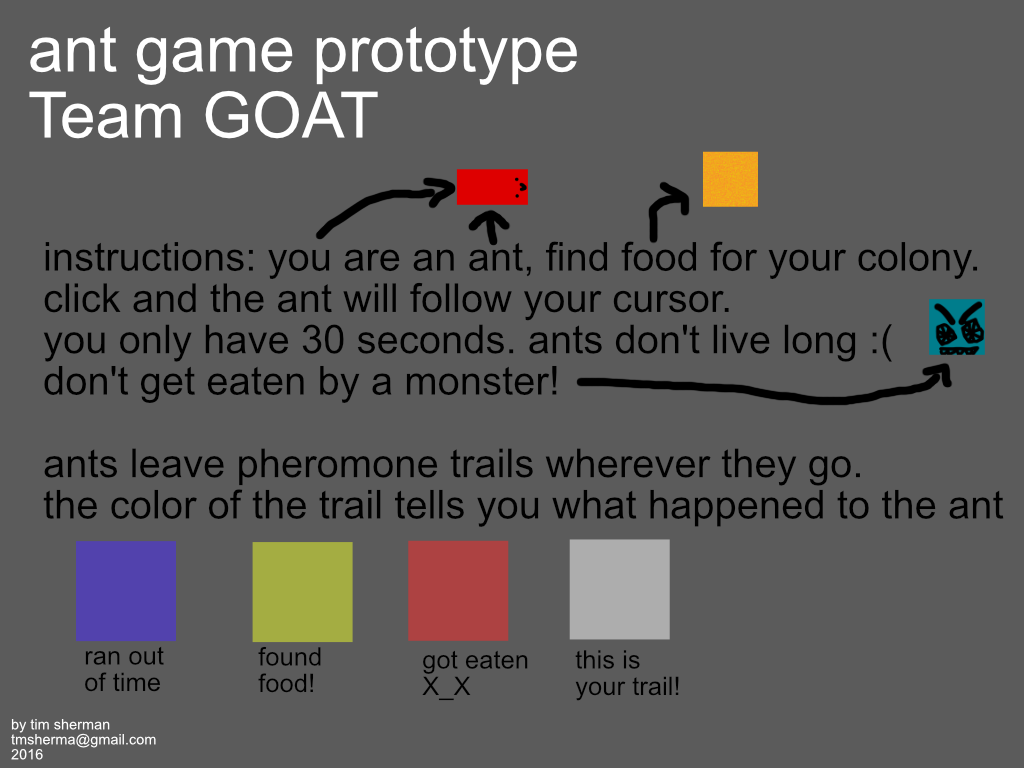 ant game prototype
Team GOAT
instructions: you are an ant, find food for your colony.
click and the ant will follow your cursor.
you only have 30 seconds. ants don't live long :(
don't get eaten by a monster!
ants leave pheromone trails wherever they go.
the color of the trail tells you what happened to the ant
ran out
of time
found
food!
got eaten
X_X
this is
your trail!
by tim sherman
tmsherma@gmail.com
2016